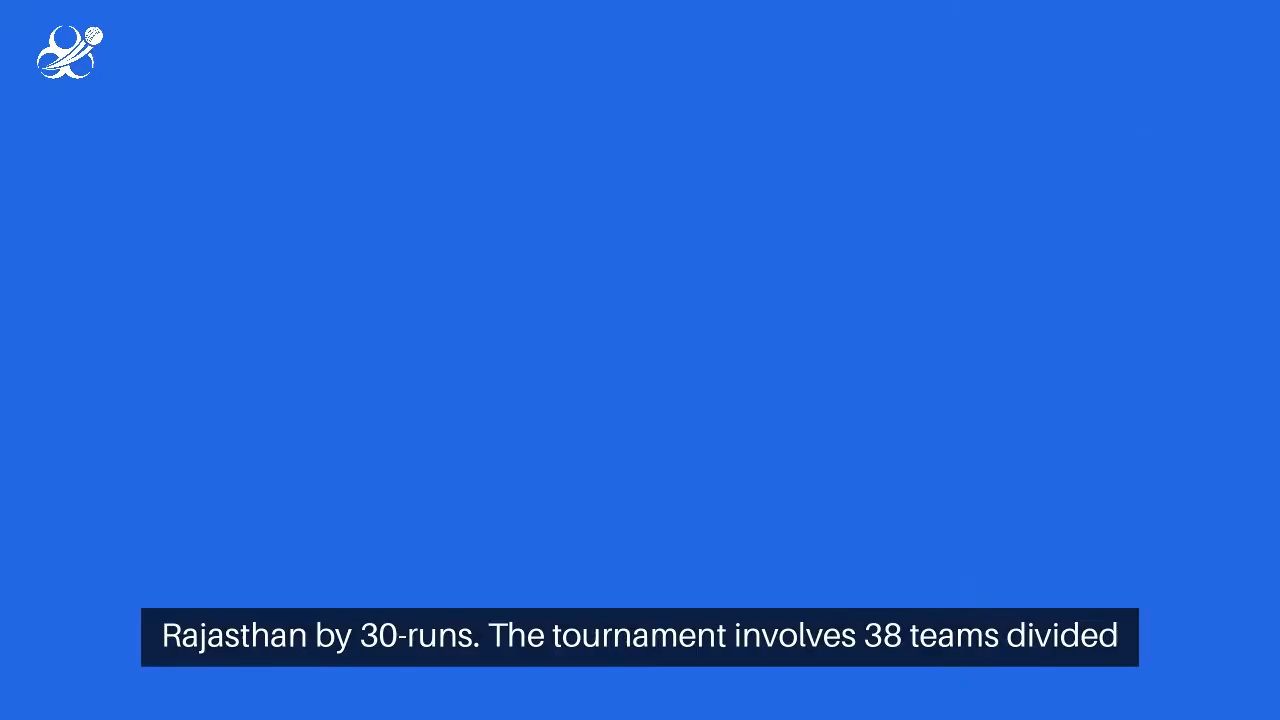 Rajasthan by 30-runs. The tournament involves 38 teams divided